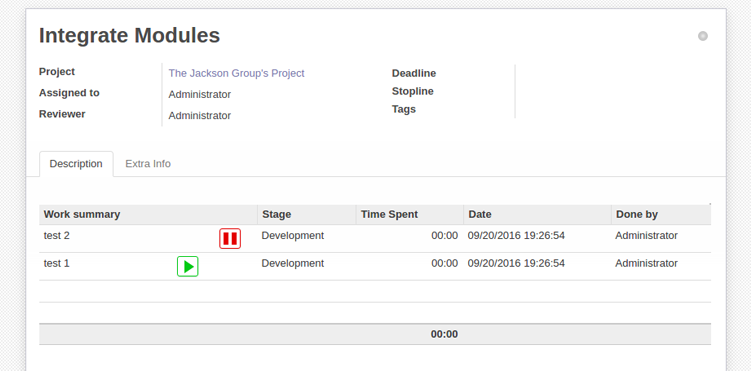 Integrate Modules
Project The Jackson Group's Project Deadline
Assigned to Administrator Stopline
Reviewer Administrator Tags
Description Extra Info
Work summary Stage Time Spent Date Done by
test 2 Development 00:00 09/20/2016 19:26:54 Administrator
test 1 Development 00:00 09/20/2016 19:26:54 Administrator
00:00